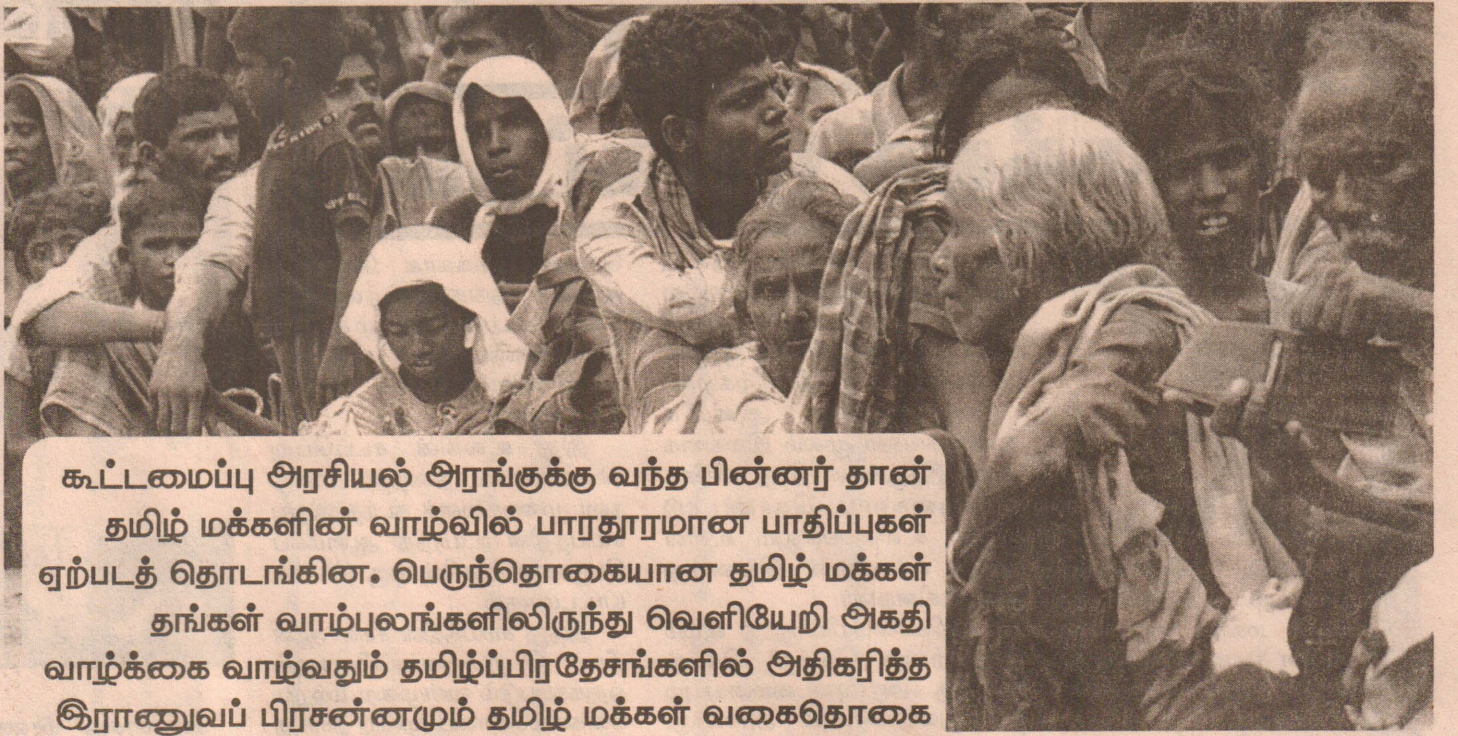 கூட்டமைப்பு அரசியல் அரங்குக்கு வந்த பின்னர் தான்
தமிழ் மக்களின் வாழ்வில் பாரதூரமான பாதிப்புகள்
ஏற்படத் தொடங்கின. பெருந்தொகையான தமிழ் மக்கள்
தங்கள் வாழ்புலங்களிலிருந்து வெளியேறி அகதி
வாழ்க்கை வாழ்வதும் தமிழ்ப்பிரதேசங்களில் அதிகரித்த
இராணுவப் பிரசன்னமும் தமிழ் மக்கள் வகைதொகை